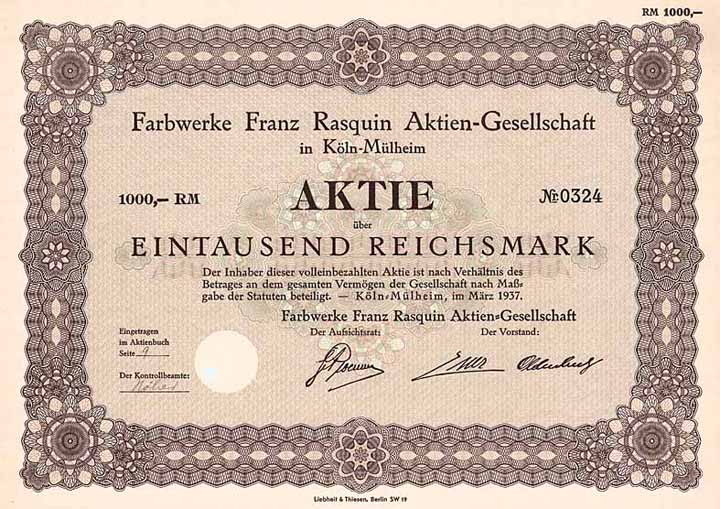 RM 1000,—
Farbwerke Franz Rasquin Aktien-Gesellschaft
in Köln-Mülheim
1000,— RM AKTIE № 0324
über
EINTAUSEND REICHSMARK
Der Inhaber dieser volleinbezahlten Aktie ist nach Verhältnis des
Betrages an dem gesamten Vermögen der Gesellschaft nach Maß-
gabe der Statuten beteiligt. — Köln-Mülheim, im März 1937.
Farbwerke Franz Rasquin Aktien-Gesellschaft
Der Aufsichtsrat: Der Vorstand:
Eingetragen
im Aktienbuch
Seite 9
Der Kontrollbeamte:
Oldenburg
Liebheit & Thiesen, Berlin SW 19